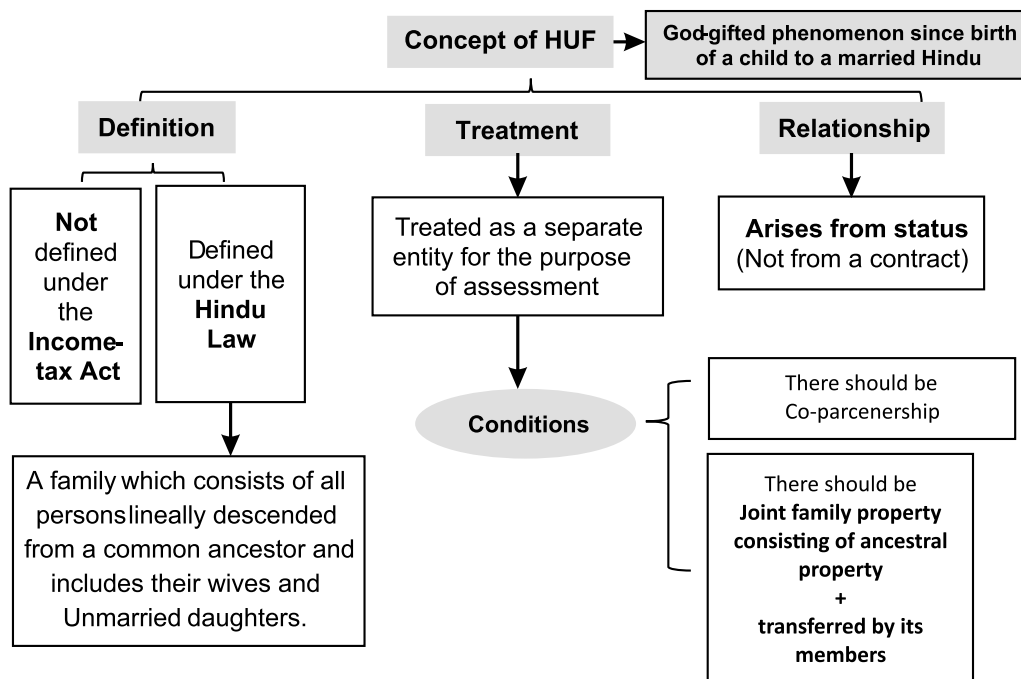 Concept of HUF
God-gifted phenomenon since birth
of a child to a married Hindu
Definition
Treatment
Relationship
Not
defined
under
the
Income-
tax Act
Defined
under the
Hindu
Law
Treated as a separate
entity for the purpose
of assessment
Arises from status
(Not from a contract)
Conditions
There should be
Co-parcenership
A family which consists of all
persons lineally descended
from a common ancestor and
includes their wives and
Unmarried daughters.
There should be
Joint family property
consisting of ancestral
property
+
transferred by its
members